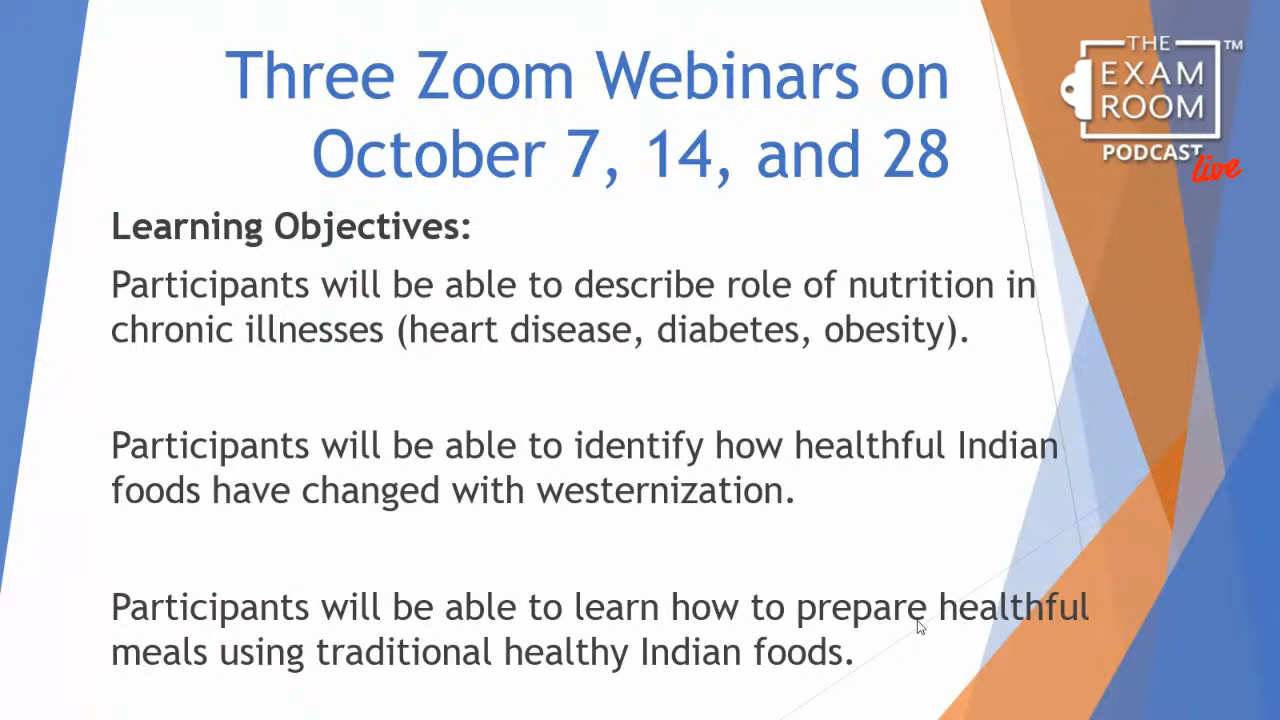 Three Zoom Webinars on
October 7, 14, and 28
THE
EXAM
ROOM
PODCAST
live
TM
Learning Objectives:
Participants will be able to describe role of nutrition in
chronic illnesses (heart disease, diabetes, obesity).
Participants will be able to identify how healthful Indian
foods have changed with westernization.
Participants will be able to learn how to prepare healthful
meals using traditional healthy Indian foods.